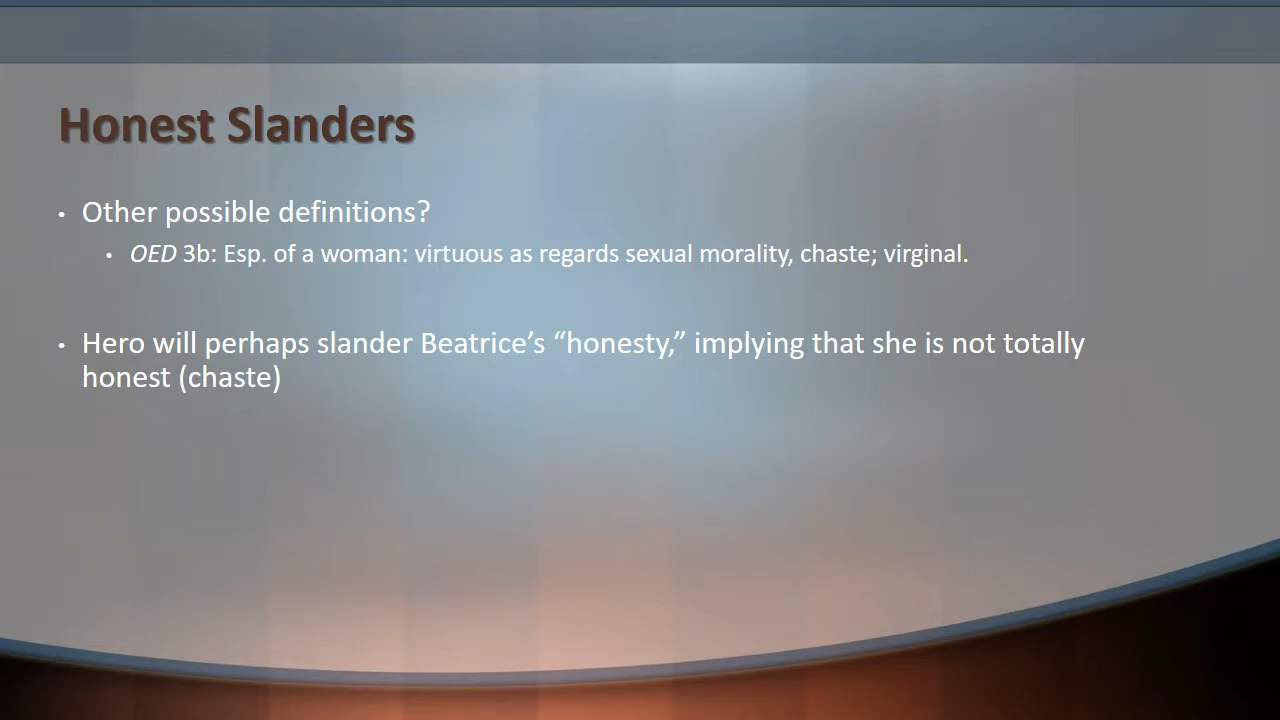 Honest Slanders
• Other possible definitions?
• OED 3b: Esp. of a woman: virtuous as regards sexual morality, chaste; virginal.
• Hero will perhaps slander Beatrice’s “honesty,” implying that she is not totally
honest (chaste)